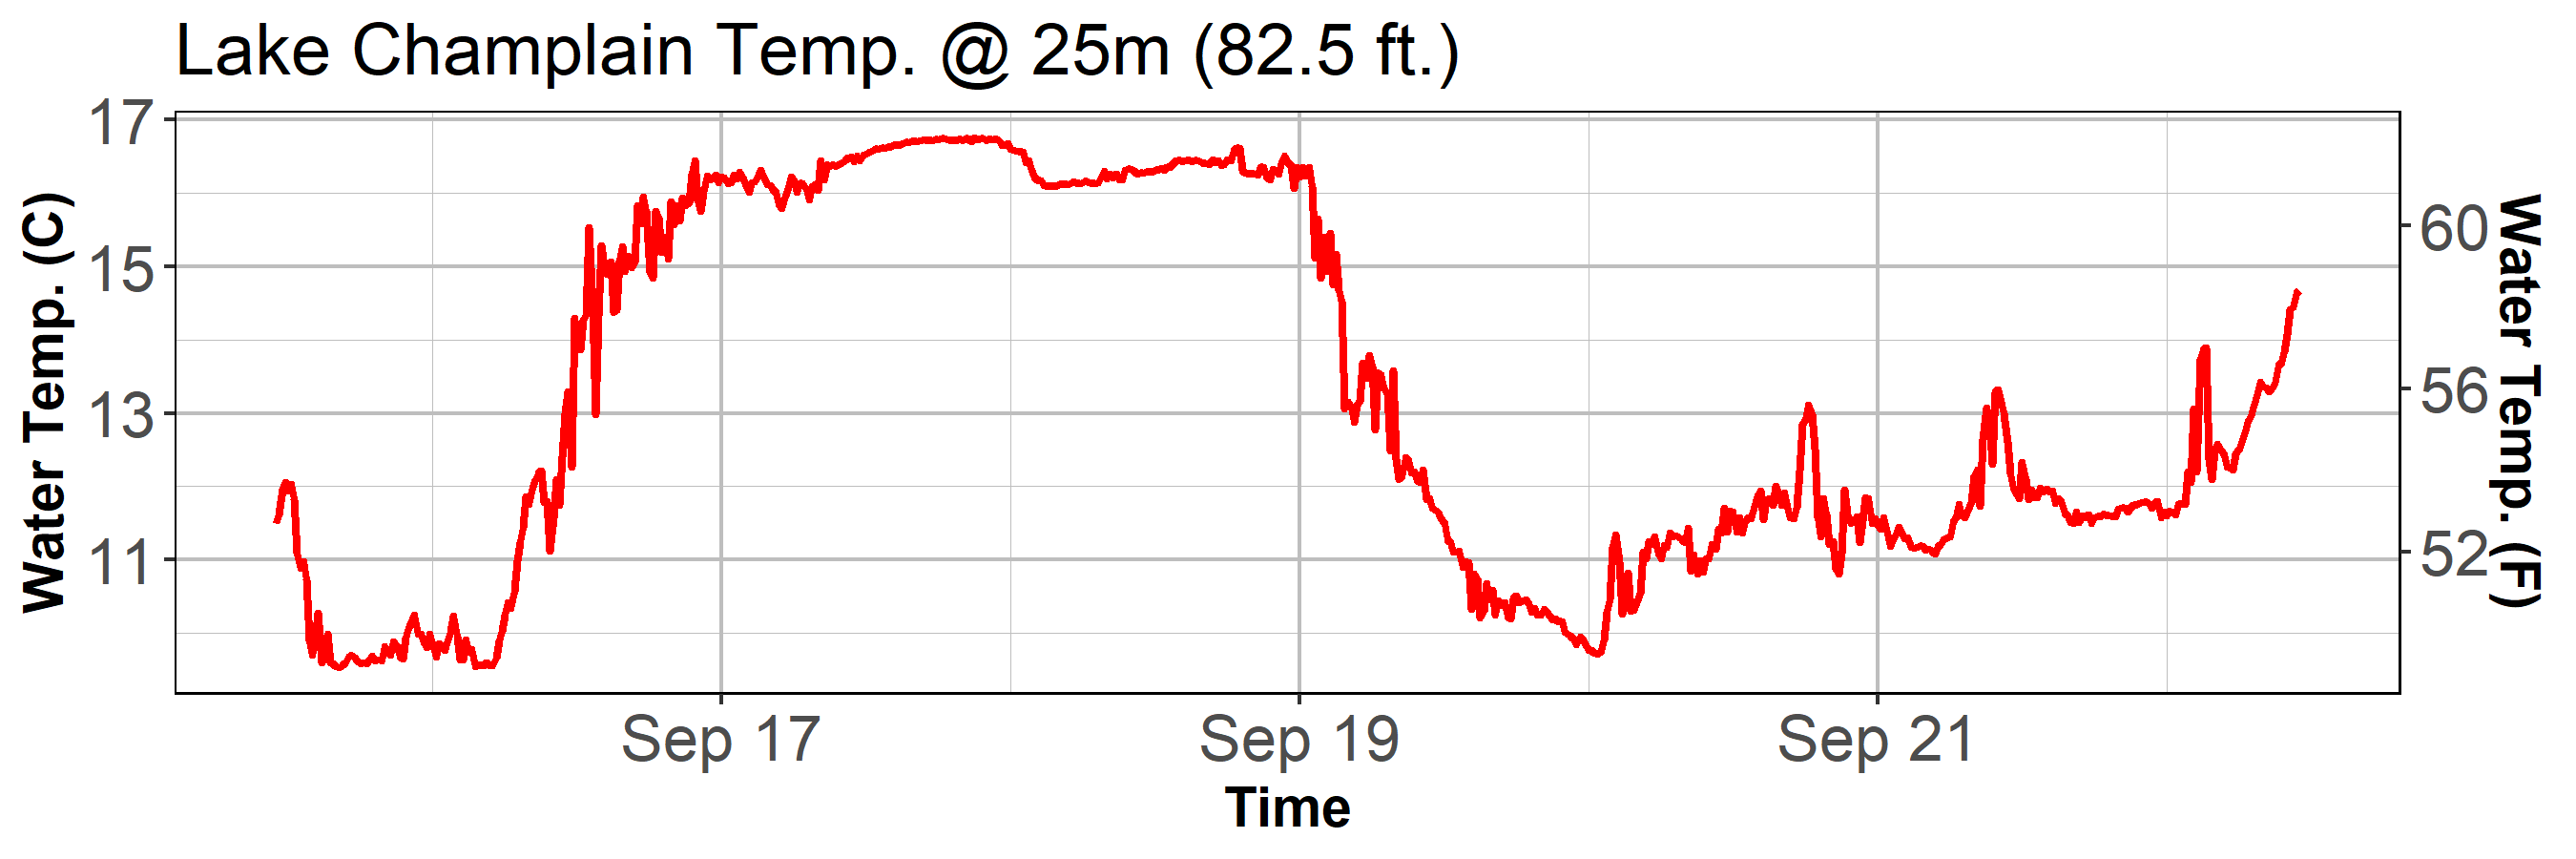 Lake Champlain Temp. @ 25m (82.5 ft.)
Water Temp. (C)
17
15
13
11
60
56
52
Water Temp. (F)
Sep 17
Sep 19
Sep 21
Time